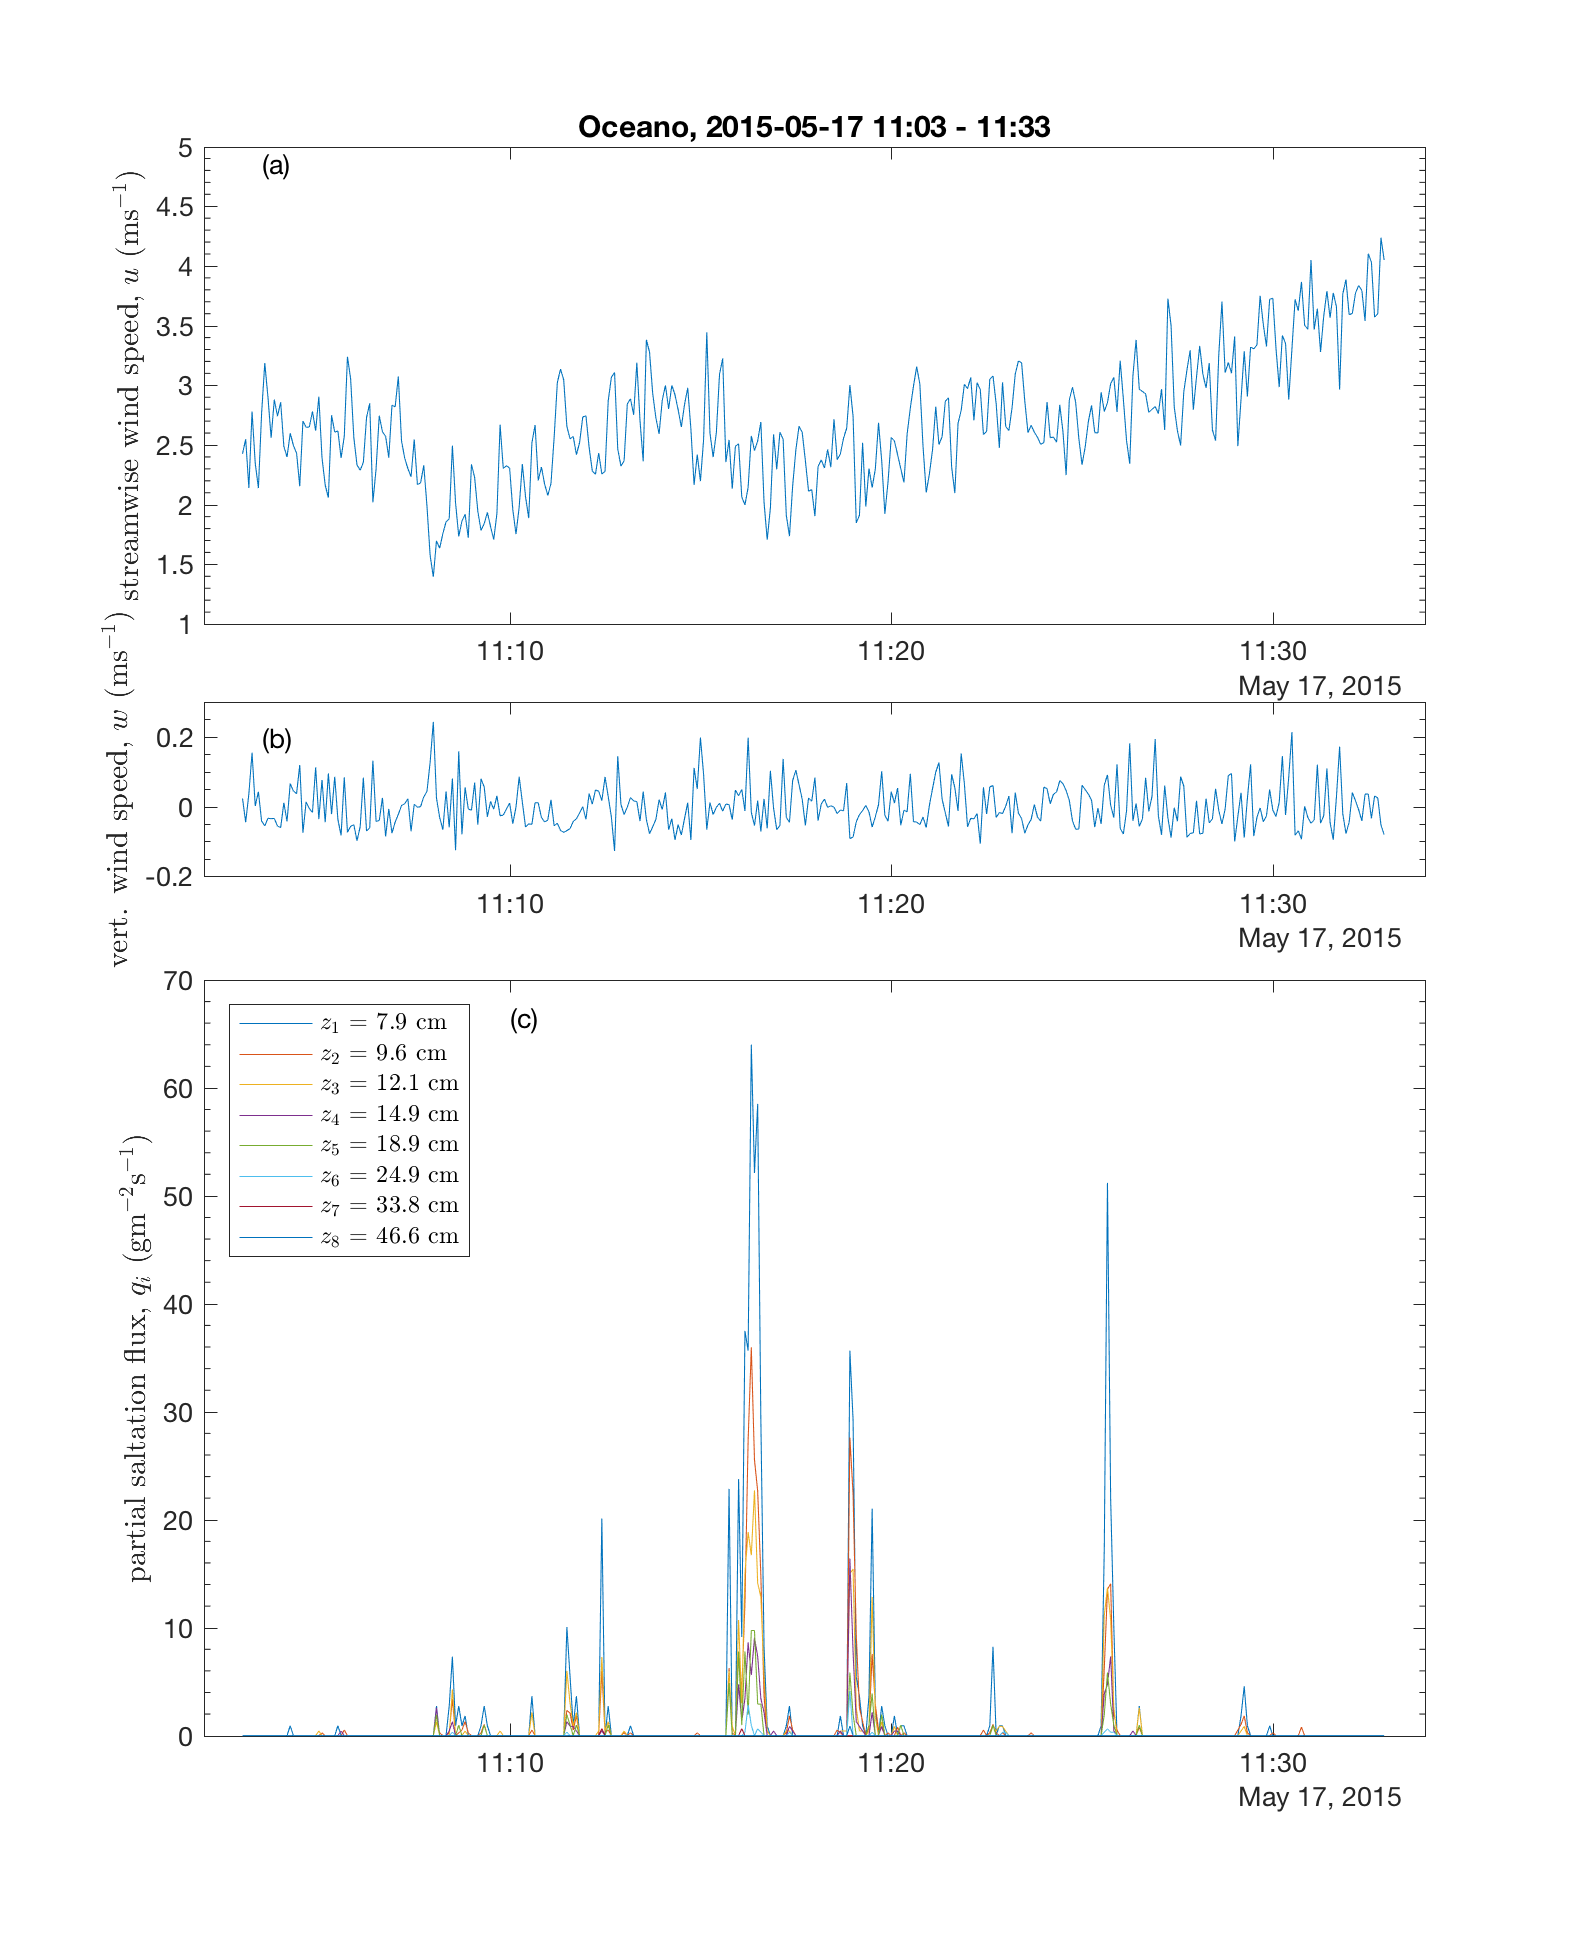 Oceano, 2015-05-17 11:03 - 11:33
(a)
streamwise wind speed, u (ms⁻¹)
5
4.5
4
3.5
3
2.5
2
1.5
1
11:10 11:20 11:30
May 17, 2015
(b)
vert. wind speed, w (ms⁻¹)
0.2
0
-0.2
11:10 11:20 11:30
May 17, 2015
(c)
partial saltation flux, qᵢ (gm⁻²s⁻¹)
70
60
50
40
30
20
10
0
z₁ = 7.9 cm
z₂ = 9.6 cm
z₃ = 12.1 cm
z₄ = 14.9 cm
z₅ = 18.9 cm
z₆ = 24.9 cm
z₇ = 33.8 cm
z₈ = 46.6 cm
11:10 11:20 11:30
May 17, 2015